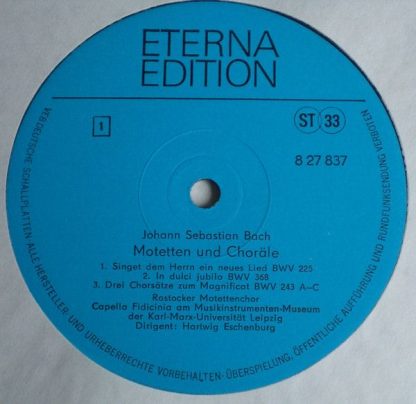 ETERNA
EDITION
1
ST 33
8 27 837
Johann Sebastian Bach
Motetten und Choräle
1. Singet dem Herrn ein neues Lied BWV 225
2. In dulci jubilo BWV 368
3. Drei Chorsätze zum Magnificat BWV 243 A–C
Rostocker Motettenchor
Capella Fidicinia am Musikinstrumenten-Museum
der Karl-Marx-Universität Leipzig
Dirigent: Hartwig Eschenburg
VEB DEUTSCHE SCHALLPLATTEN · ALLE HERSTELLER- UND URHEBERRECHTE VORBEHALTEN · ÜBERSPIELUNG, ÖFFENTLICHE AUFFÜHRUNG UND RUNDFUNKSENDUNG VERBOTEN